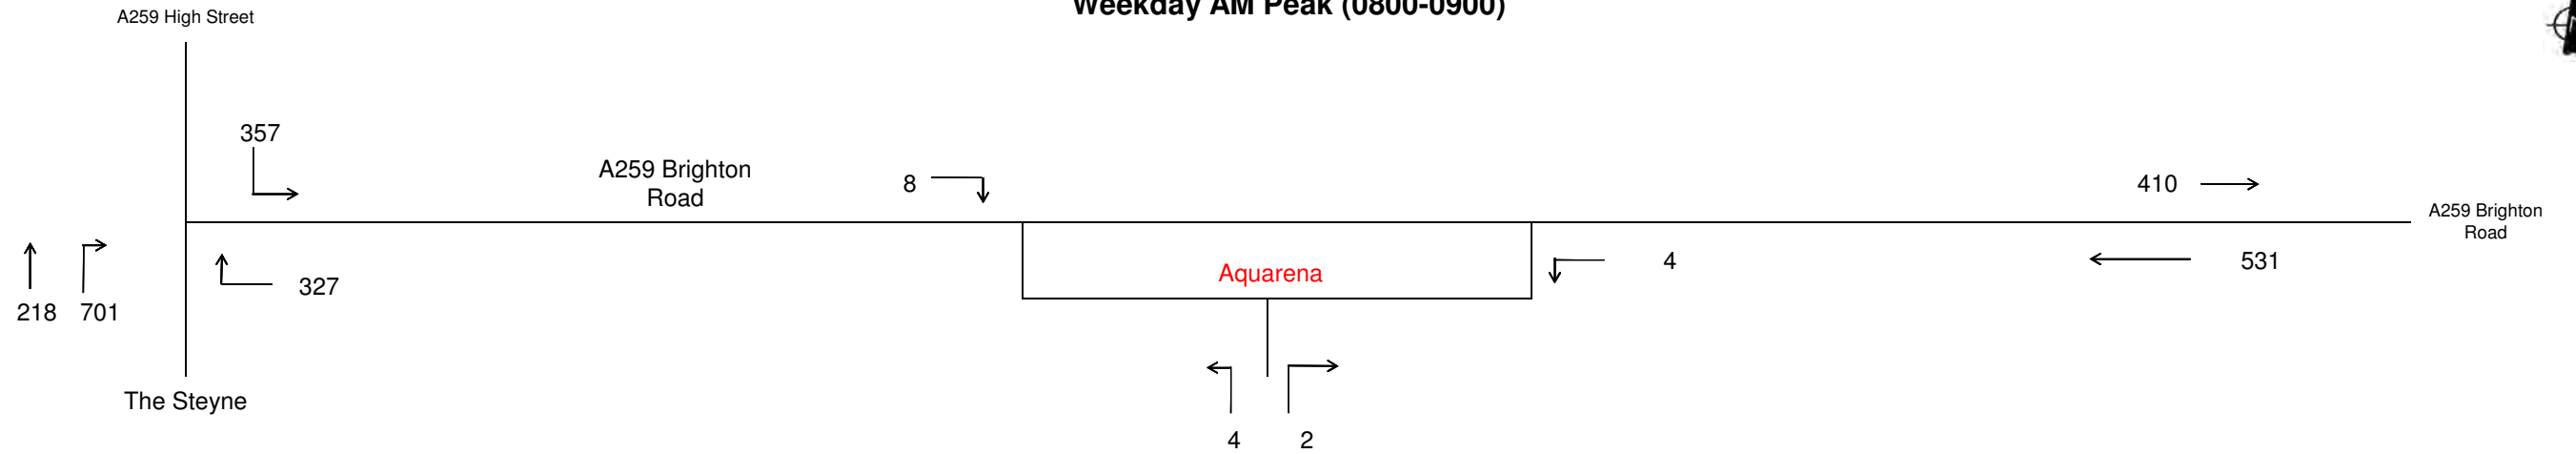 Weekday AM Peak (0800-0900)
A259 High Street
357
A259 Brighton
Road
8
410
A259 Brighton
Road
218
701
327
Aquarena
4
531
The Steyne
4
2